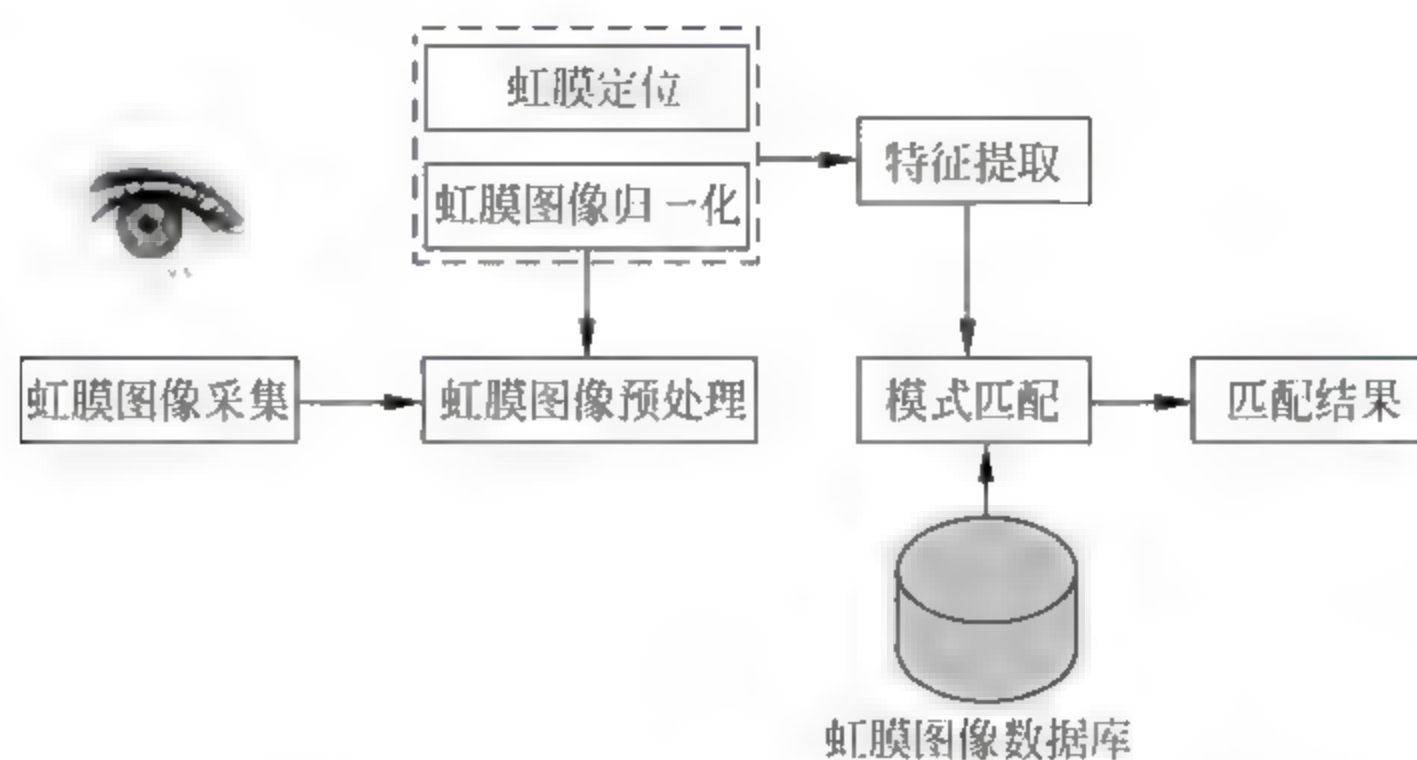 虹膜定位
特征提取
虹膜图像归一化
虹膜图像采集
虹膜图像预处理
模式匹配
匹配结果
虹膜图像数据库